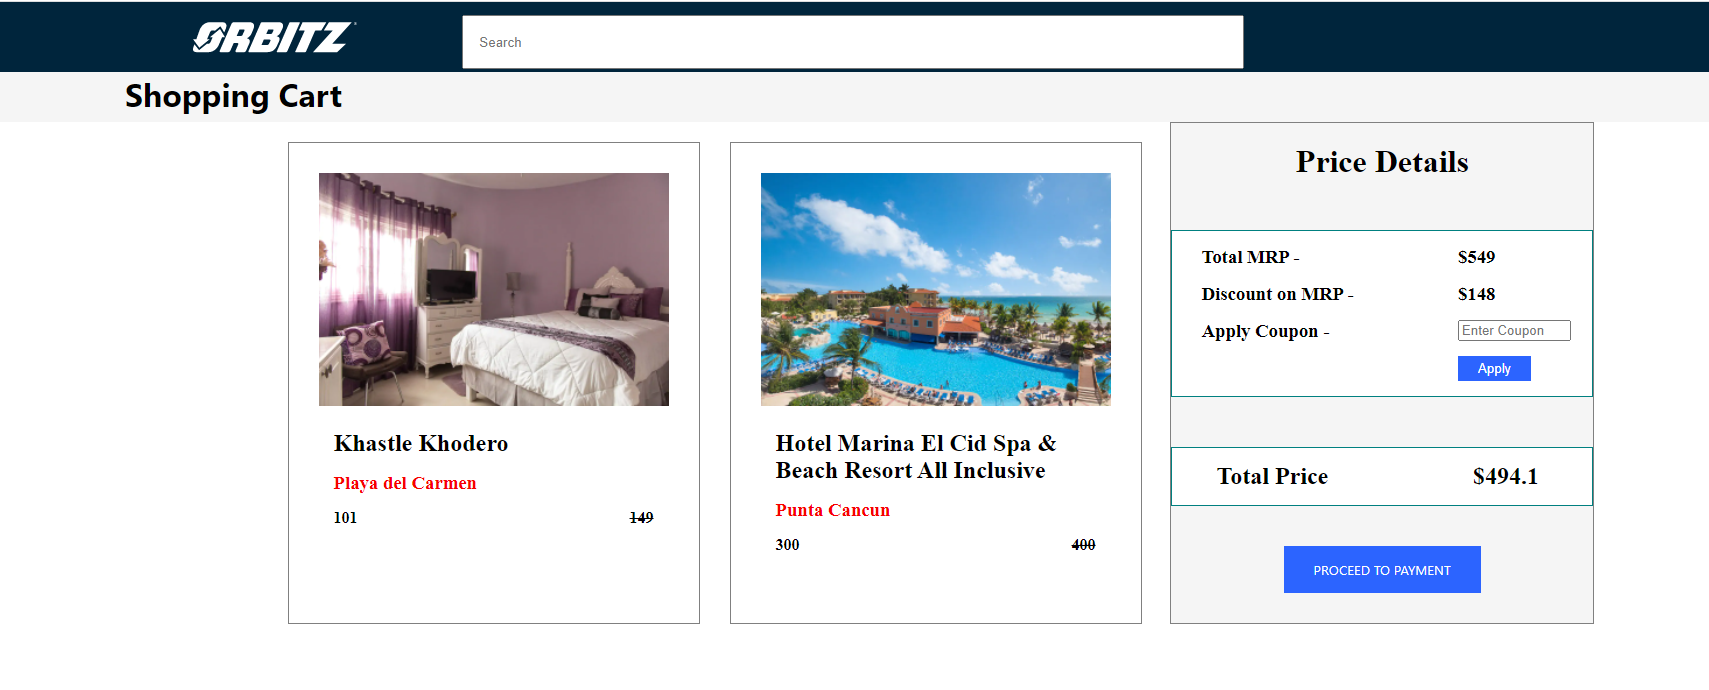 ORBITZ
Search
Shopping Cart
Khastle Khodero
Playa del Carmen
101 149
Hotel Marina El Cid Spa &
Beach Resort All Inclusive
Punta Cancun
300 400
Price Details
Total MRP - $549
Discount on MRP - $148
Apply Coupon - Enter Coupon
Apply
Total Price $494.1
PROCEED TO PAYMENT